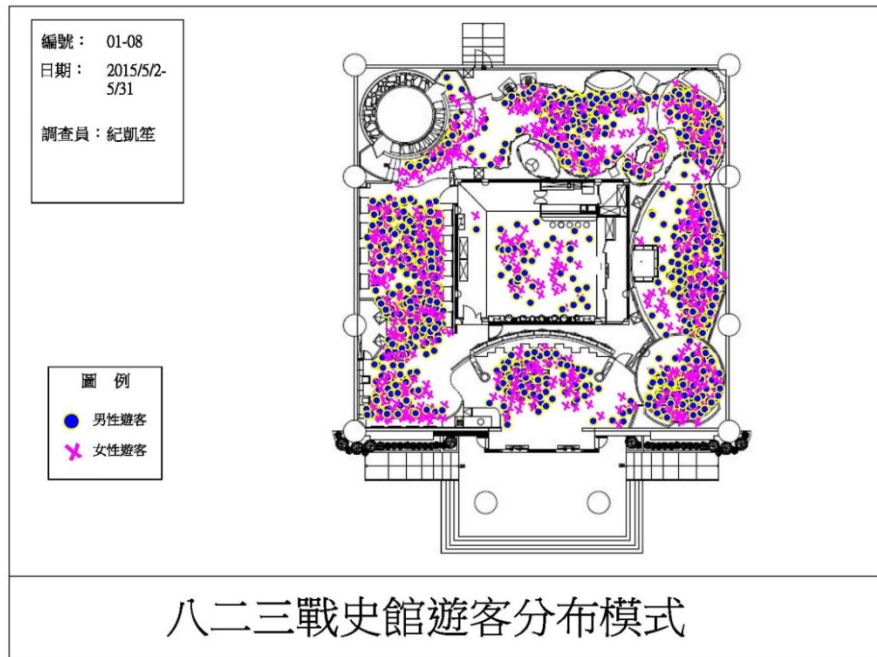 編號： 01-08
日期： 2015/5/2-
5/31
調查員：紀凱笙
圖 例
男性遊客
女性遊客
八二三戰史館遊客分布模式